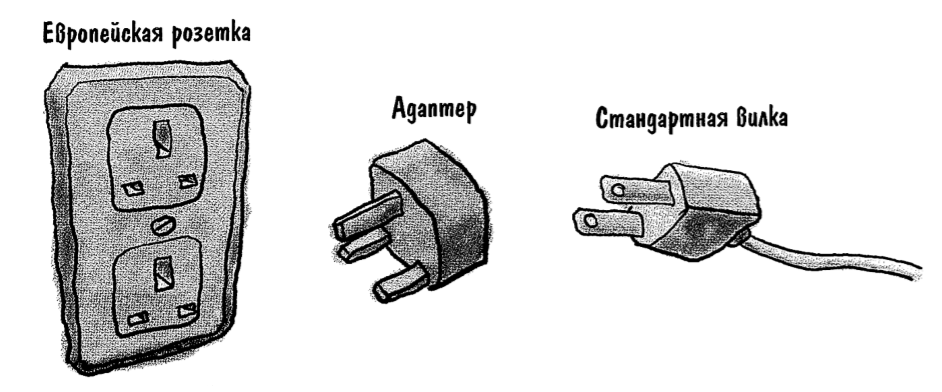 Европейская розетка
Адаптер
Стандартная вилка